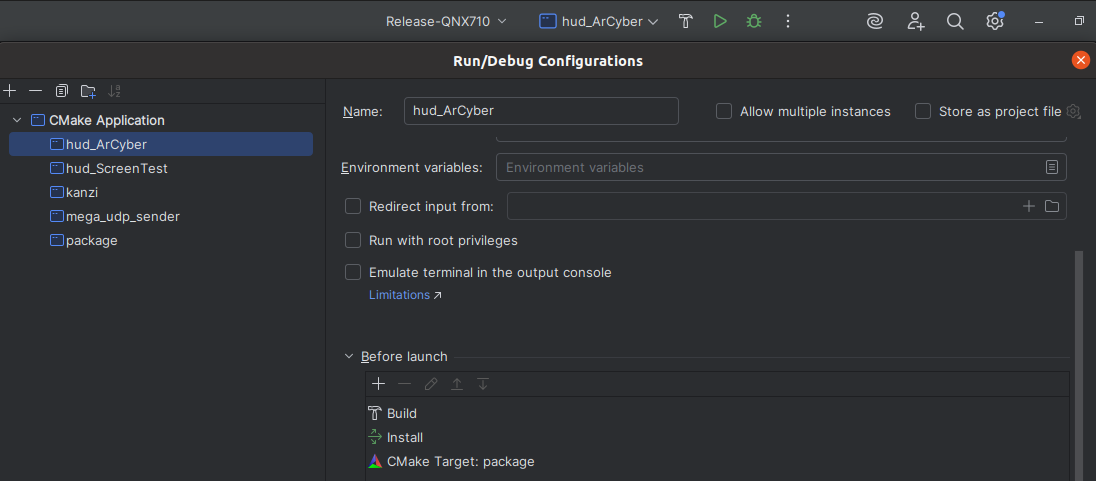 Release-QNX710 hud_ArCyber
Run/Debug Configurations
Name: hud_ArCyber Allow multiple instances Store as project file
CMake Application
hud_ArCyber
hud_ScreenTest
kanzi
mega_udp_sender
package
Environment variables: Environment variables
Redirect input from:
Run with root privileges
Emulate terminal in the output console
Limitations
Before launch
Build
Install
CMake Target: package